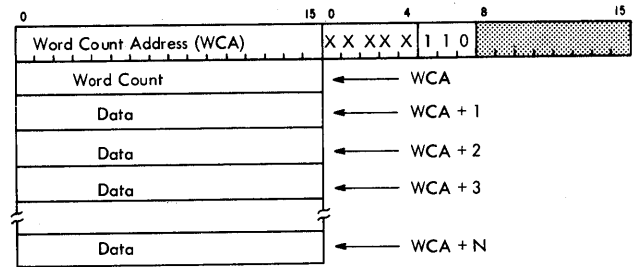 0 15 0 4 8 15
Word Count Address (WCA) X X X X X 1 1 0
Word Count WCA
Data WCA + 1
Data WCA + 2
Data WCA + 3
Data WCA + N